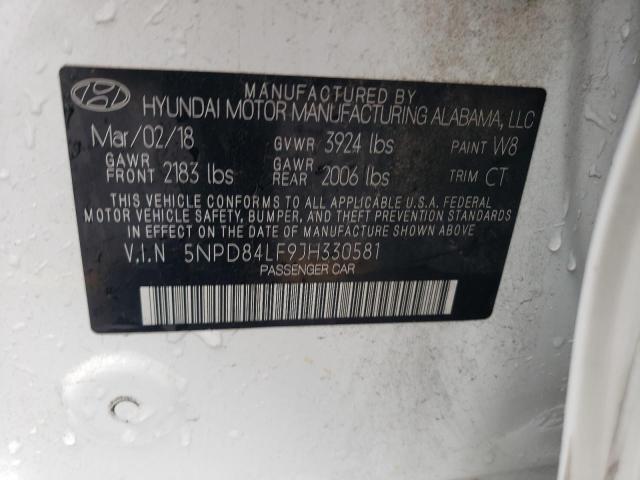 MANUFACTURED BY
HYUNDAI MOTOR MANUFACTURING ALABAMA, LLC
Mar/02/18 GVWR 3924 lbs PAINT W8
GAWR FRONT 2183 lbs GAWR REAR 2006 lbs TRIM CT
THIS VEHICLE CONFORMS TO ALL APPLICABLE U.S.A. FEDERAL
MOTOR VEHICLE SAFETY, BUMPER, AND THEFT PREVENTION
STANDARDS IN EFFECT ON THE DATE OF MANUFACTURE SHOWN ABOVE.
V.I.N 5NPD84LF9JH330581
PASSENGER CAR